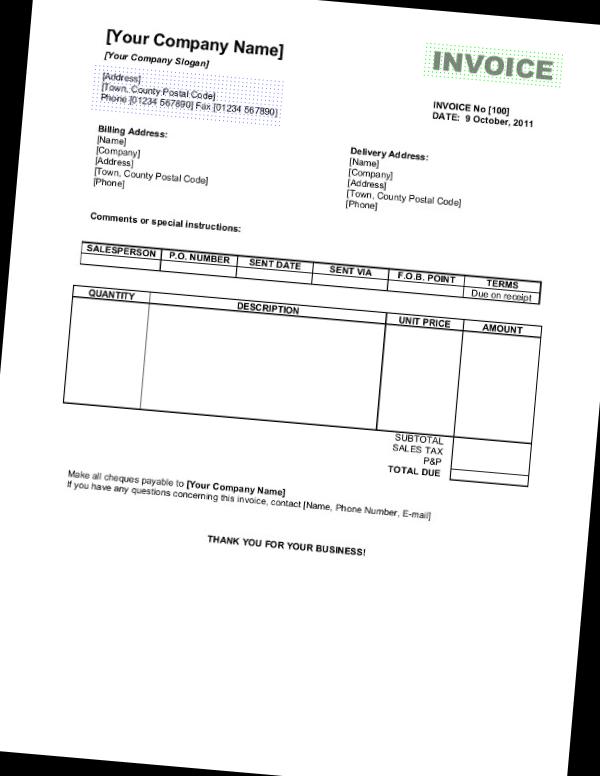 [Your Company Name]
[Your Company Slogan]
INVOICE
[Address]
[Town, County Postal Code]
Phone [01234 567890] Fax [01234 567890]
INVOICE No [100]
DATE: 9 October, 2011
Billing Address:
[Name]
[Company]
[Address]
[Town, County Postal Code]
[Phone]
Delivery Address:
[Name]
[Company]
[Address]
[Town, County Postal Code]
[Phone]
Comments or special instructions:
SALESPERSON P.O. NUMBER SENT DATE SENT VIA F.O.B. POINT TERMS
Due on receipt
QUANTITY DESCRIPTION UNIT PRICE AMOUNT
SUBTOTAL
SALES TAX
P&P
TOTAL DUE
Make all cheques payable to [Your Company Name]
If you have any questions concerning this invoice, contact [Name, Phone Number, E-mail]
THANK YOU FOR YOUR BUSINESS!